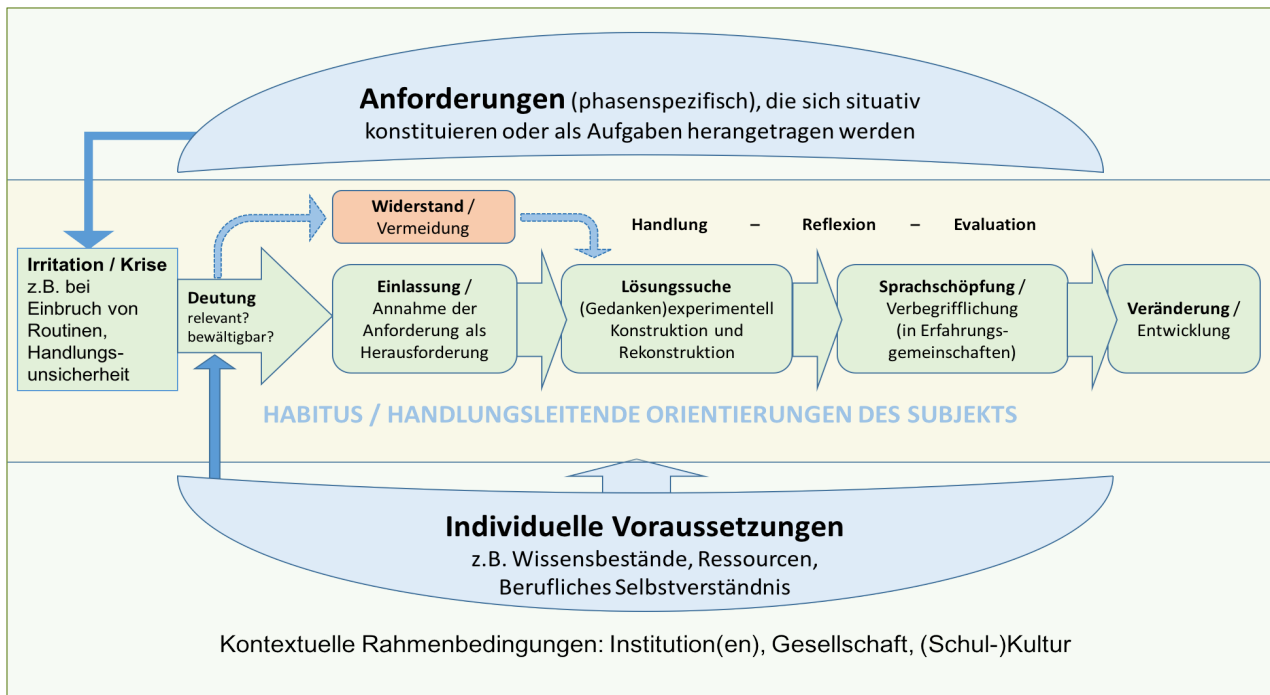 Anforderungen (phasenspezifisch), die sich situativ
konstituieren oder als Aufgaben herangetragen werden
Widerstand /
Vermeidung
Handlung – Reflexion – Evaluation
Irritation / Krise
z.B. bei
Einbruch von
Routinen,
Handlungs-
unsicherheit
Deutung
relevant?
bewältigbar?
Einlassung /
Annahme der
Anforderung als
Herausforderung
Lösungssuche
(Gedanken)experimentell
Konstruktion und
Rekonstruktion
Sprachschöpfung /
Verbegrifflichung
(in Erfahrungs-
gemeinschaften)
Veränderung /
Entwicklung
HABITUS / HANDLUNGSLEITENDE ORIENTIERUNGEN DES SUBJEKTS
Individuelle Voraussetzungen
z.B. Wissensbestände, Ressourcen,
Berufliches Selbstverständnis
Kontextuelle Rahmenbedingungen: Institution(en), Gesellschaft, (Schul-)Kultur